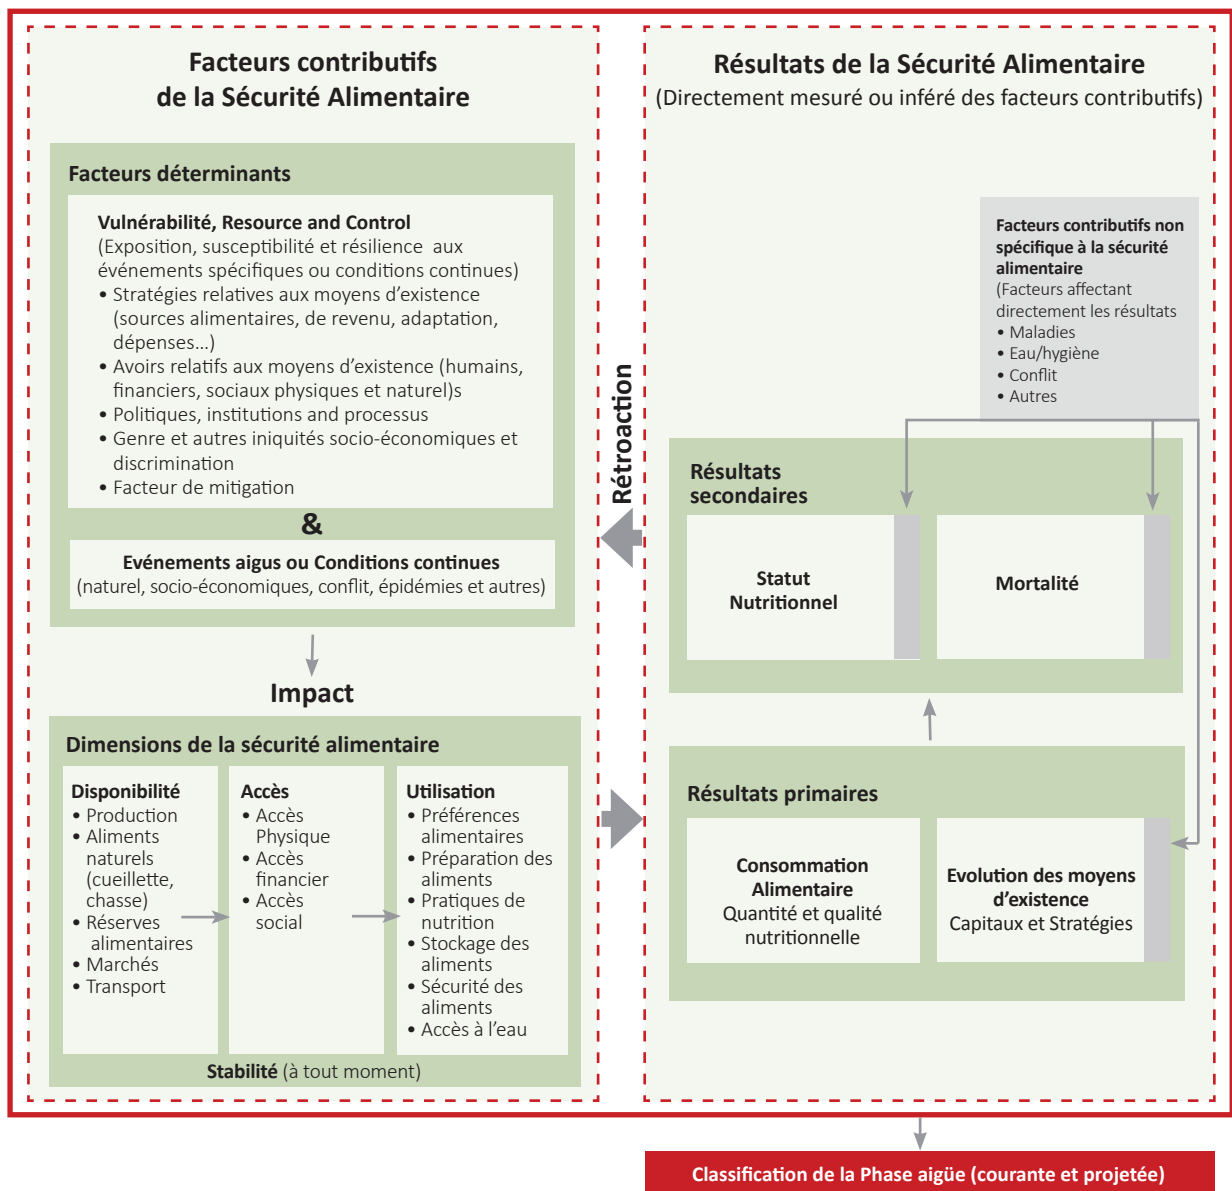 Facteurs contributifs
de la Sécurité Alimentaire
Facteurs déterminants
Vulnérabilité, Resource and Control
(Exposition, susceptibilité et résilience aux
événements spécifiques ou conditions continues)
• Stratégies relatives aux moyens d'existence
(sources alimentaires, de revenu, adaptation,
dépenses...)
• Avoirs relatifs aux moyens d'existence (humains,
financiers, sociaux physiques et naturel)s
• Politiques, institutions and processus
• Genre et autres iniquités socio-économiques et
discrimination
• Facteur de mitigation
&
Evénements aigus ou Conditions continues
(naturel, socio-économiques, conflit, épidémies et autres)
Impact
Dimensions de la sécurité alimentaire
Disponibilité
• Production
• Aliments
naturels
(cueillette,
chasse)
• Réserves
alimentaires
• Marchés
• Transport
Accès
• Accès
Physique
• Accès
financier
• Accès
social
Utilisation
• Préférences
alimentaires
• Préparation des
aliments
• Pratiques de
nutrition
• Stockage des
aliments
• Sécurité des
aliments
• Accès à l'eau
Stabilité (à tout moment)
Rétroaction
Résultats de la Sécurité Alimentaire
(Directement mesuré ou inféré des facteurs contributifs)
Facteurs contributifs non
spécifique à la sécurité
alimentaire
(Facteurs affectant
directement les résultats
• Maladies
• Eau/hygiène
• Conflit
• Autres
Résultats
secondaires
Statut
Nutritionnel
Mortalité
Résultats primaires
Consommation
Alimentaire
Quantité et qualité
nutritionnelle
Evolution des moyens
d'existence
Capitaux et Stratégies
Classification de la Phase aigüe (courante et projetée)